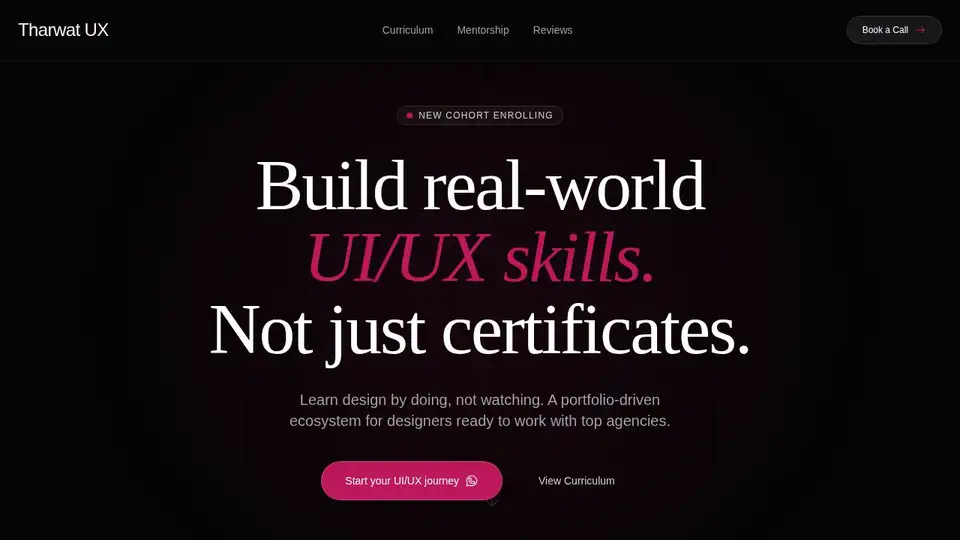 Tharwat UX
Curriculum
Mentorship
Reviews
Book a Call
NEW COHORT ENROLLING
Build real-world
UI/UX skills.
Not just certificates.
Learn design by doing, not watching. A portfolio-driven
ecosystem for designers ready to work with top agencies.
Start your UI/UX journey
View Curriculum